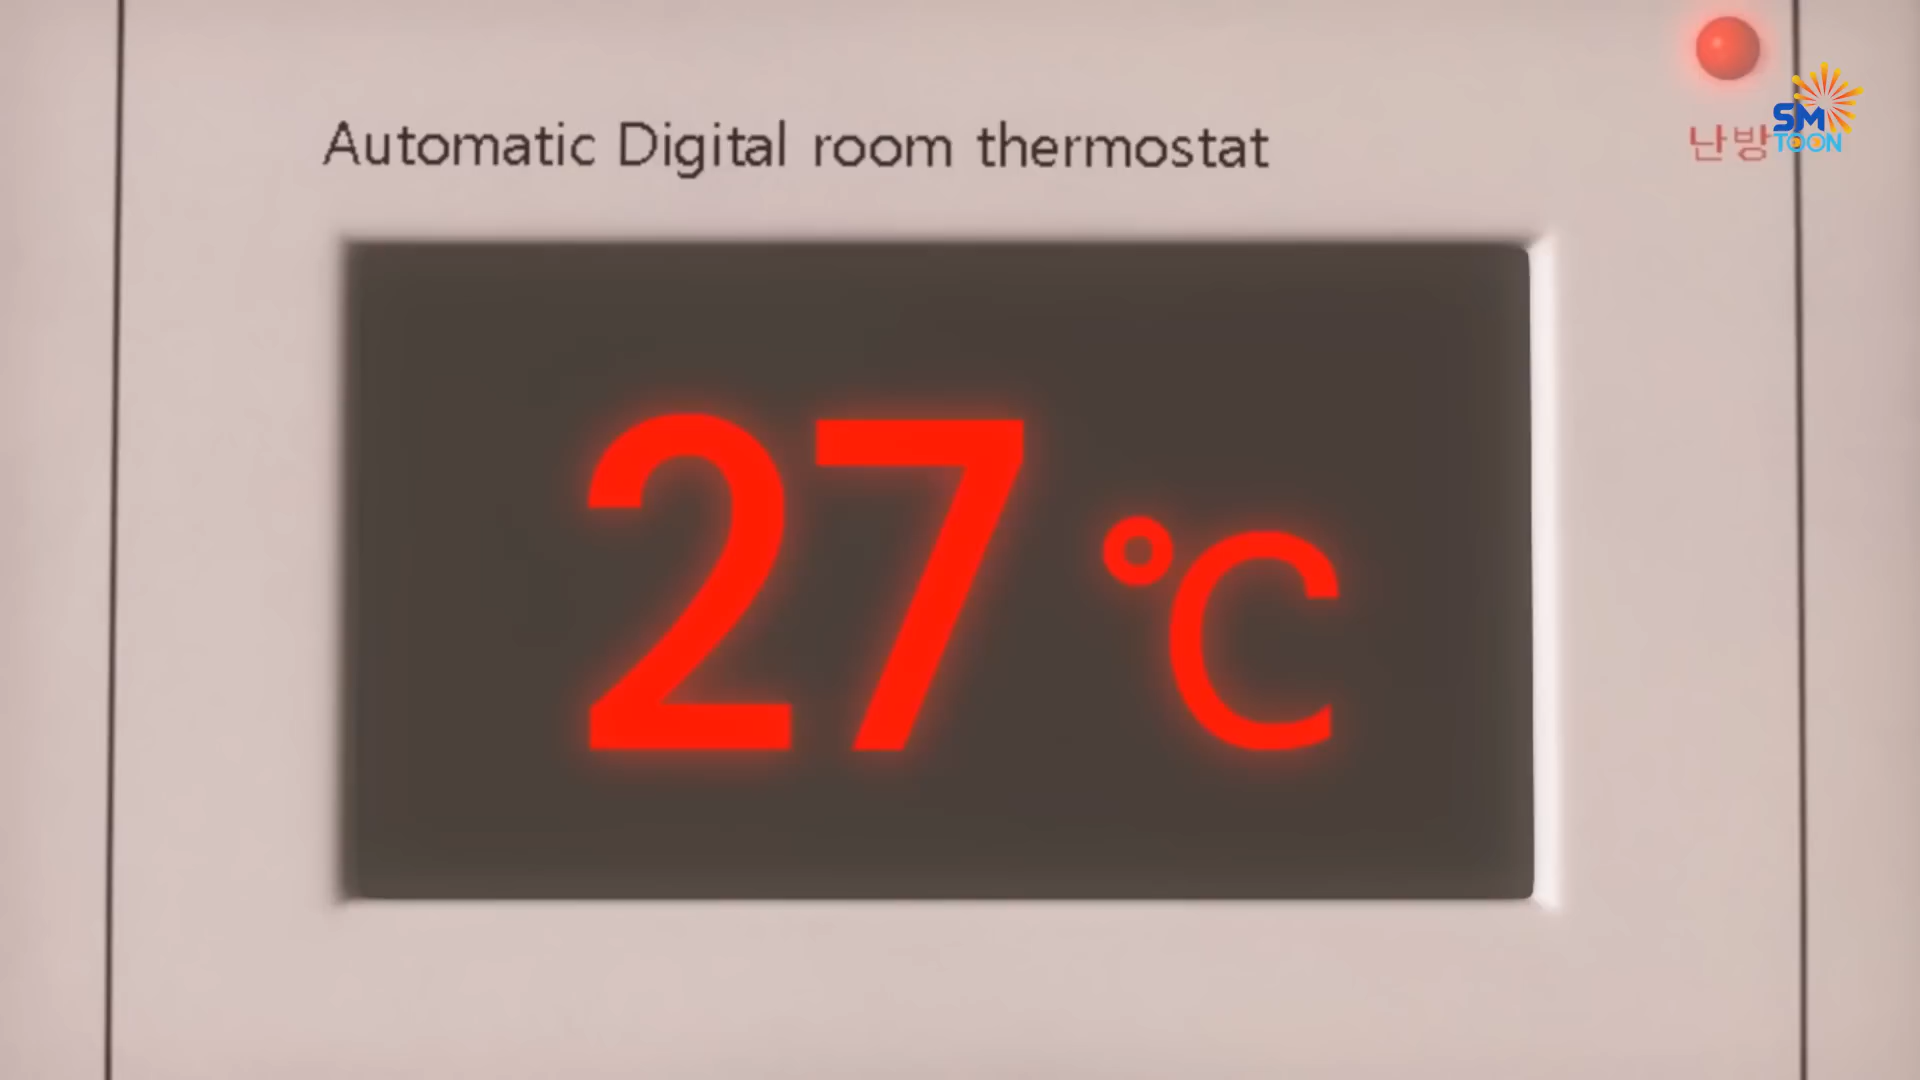 Automatic Digital room thermostat
난방
SM
TOON
27 ℃